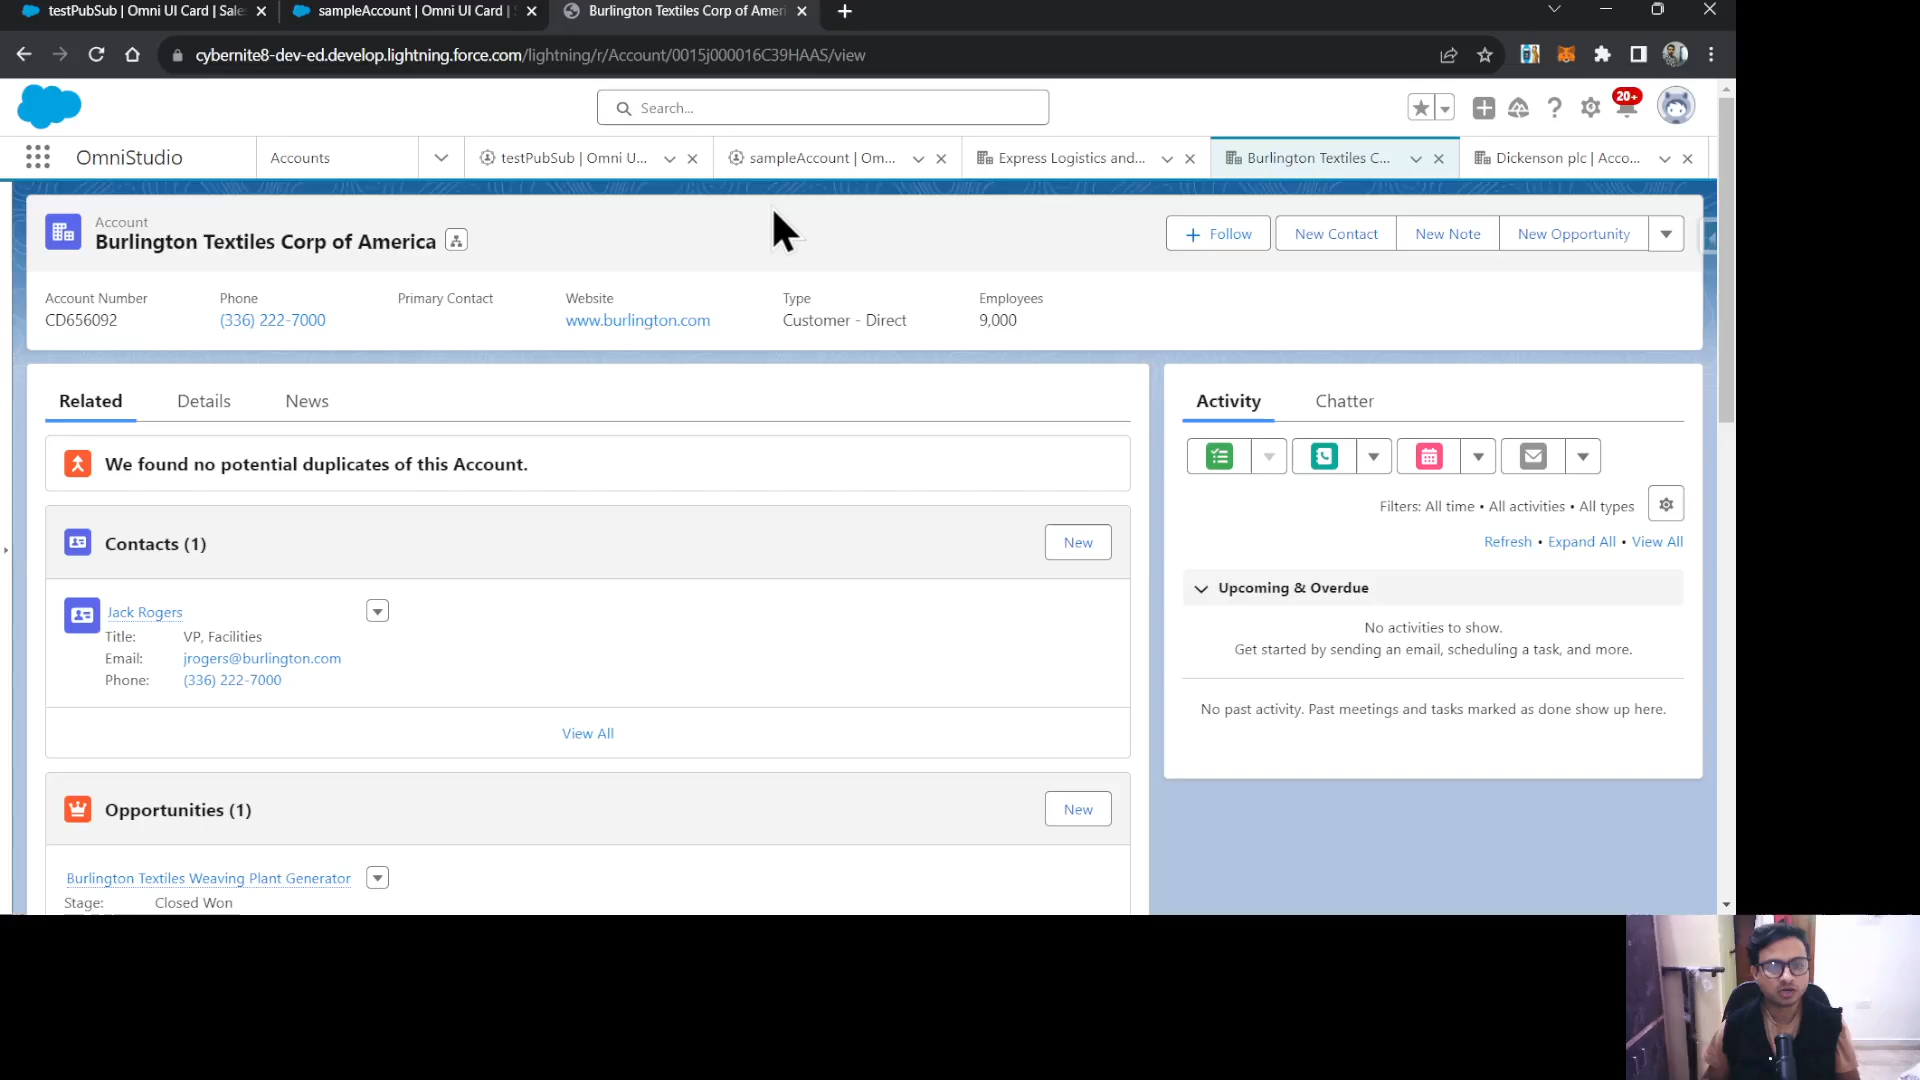 testPubSub | Omni UI Card | Sale
sampleAccount | Omni UI Card |
Burlington Textiles Corp of Ameri
cybernite8-dev-ed.develop.lightning.force.com/lightning/r/Account/0015j000016C39HAAS/view
Search...
20+
OmniStudio
Accounts
testPubSub | Omni U...
sampleAccount | Om...
Express Logistics and...
Burlington Textiles C...
Dickenson plc | Acco...
Account
Burlington Textiles Corp of America
Follow
New Contact
New Note
New Opportunity
Account Number
Phone
Primary Contact
Website
Type
Employees
CD656092
(336) 222-7000
www.burlington.com
Customer - Direct
9,000
Related
Details
News
Activity
Chatter
We found no potential duplicates of this Account.
Filters: All time • All activities • All types
Refresh • Expand All • View All
Contacts (1)
New
Upcoming & Overdue
No activities to show.
Get started by sending an email, scheduling a task, and more.
Jack Rogers
Title: VP, Facilities
Email: jrogers@burlington.com
Phone: (336) 222-7000
No past activity. Past meetings and tasks marked as done show up here.
View All
Opportunities (1)
New
Burlington Textiles Weaving Plant Generator
Stage: Closed Won